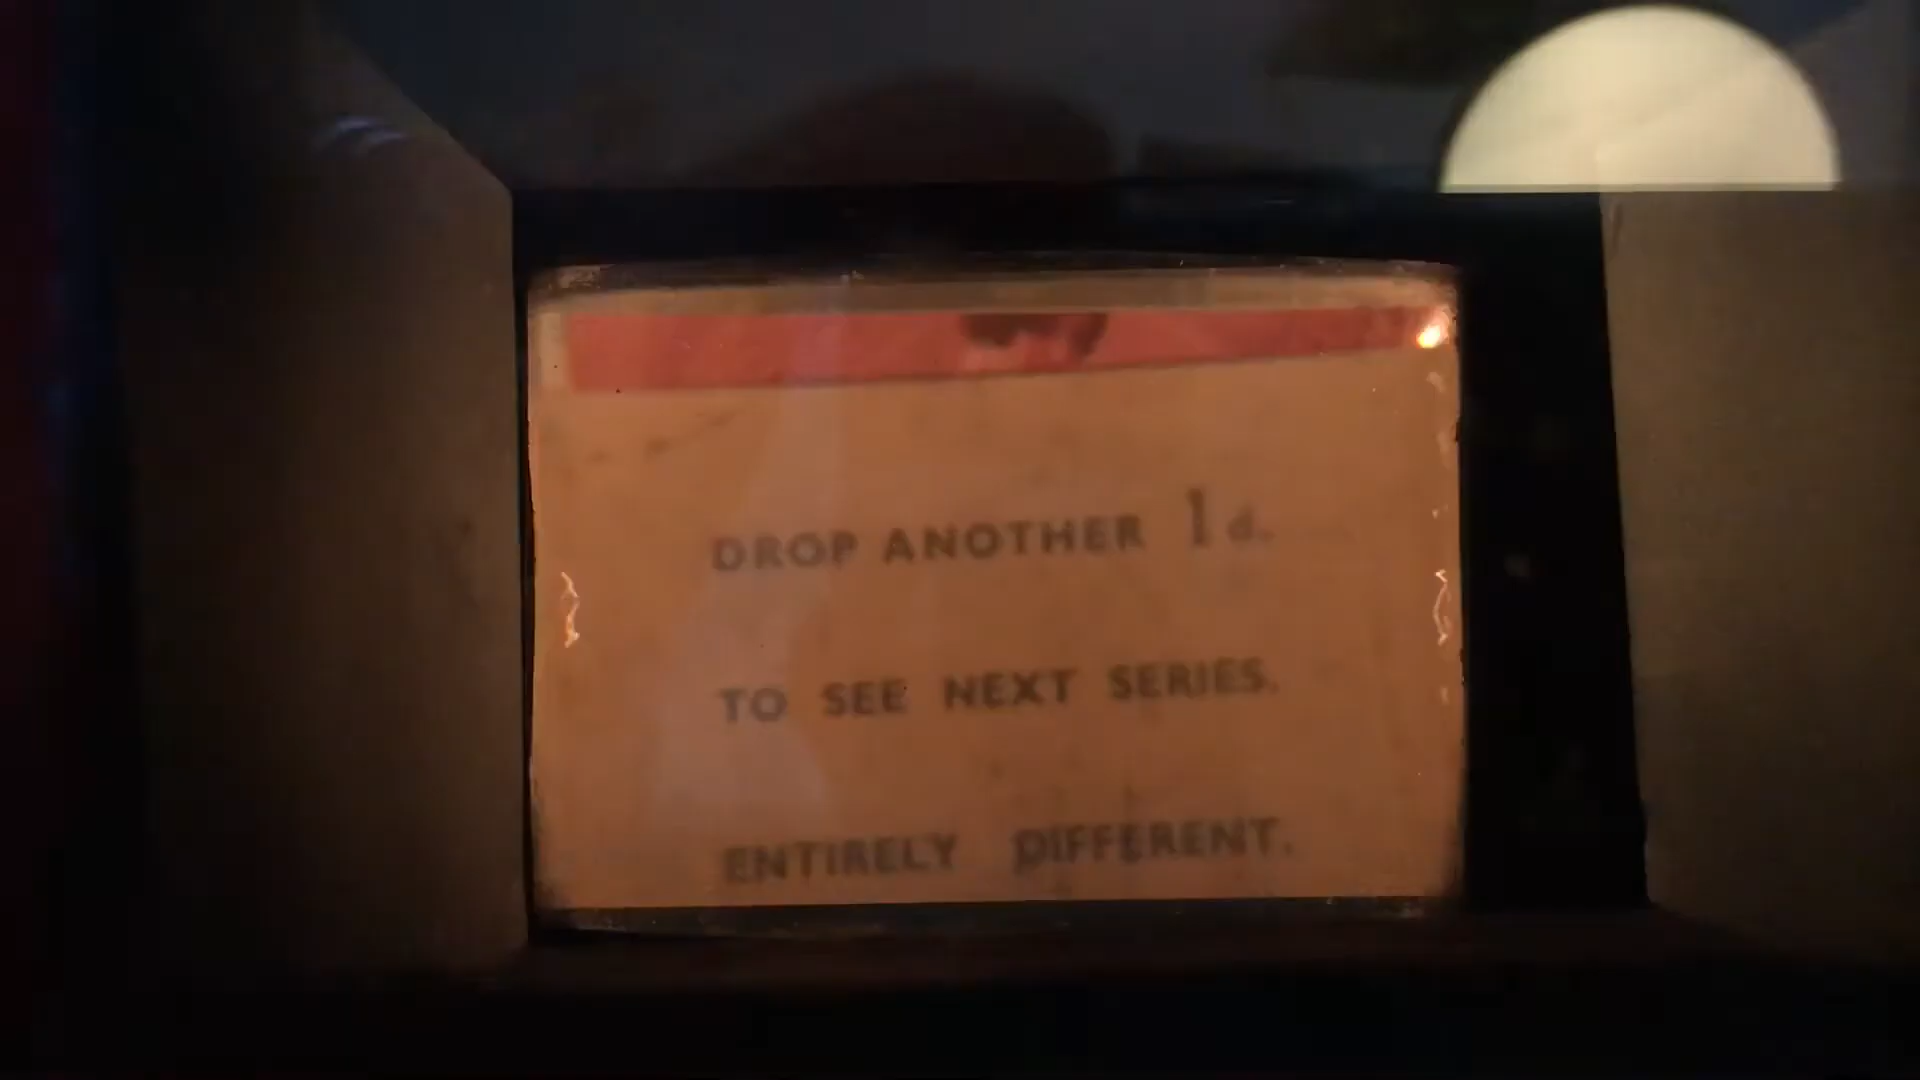 DROP ANOTHER 1d.
TO SEE NEXT SERIES.
ENTIRELY DIFFERENT.